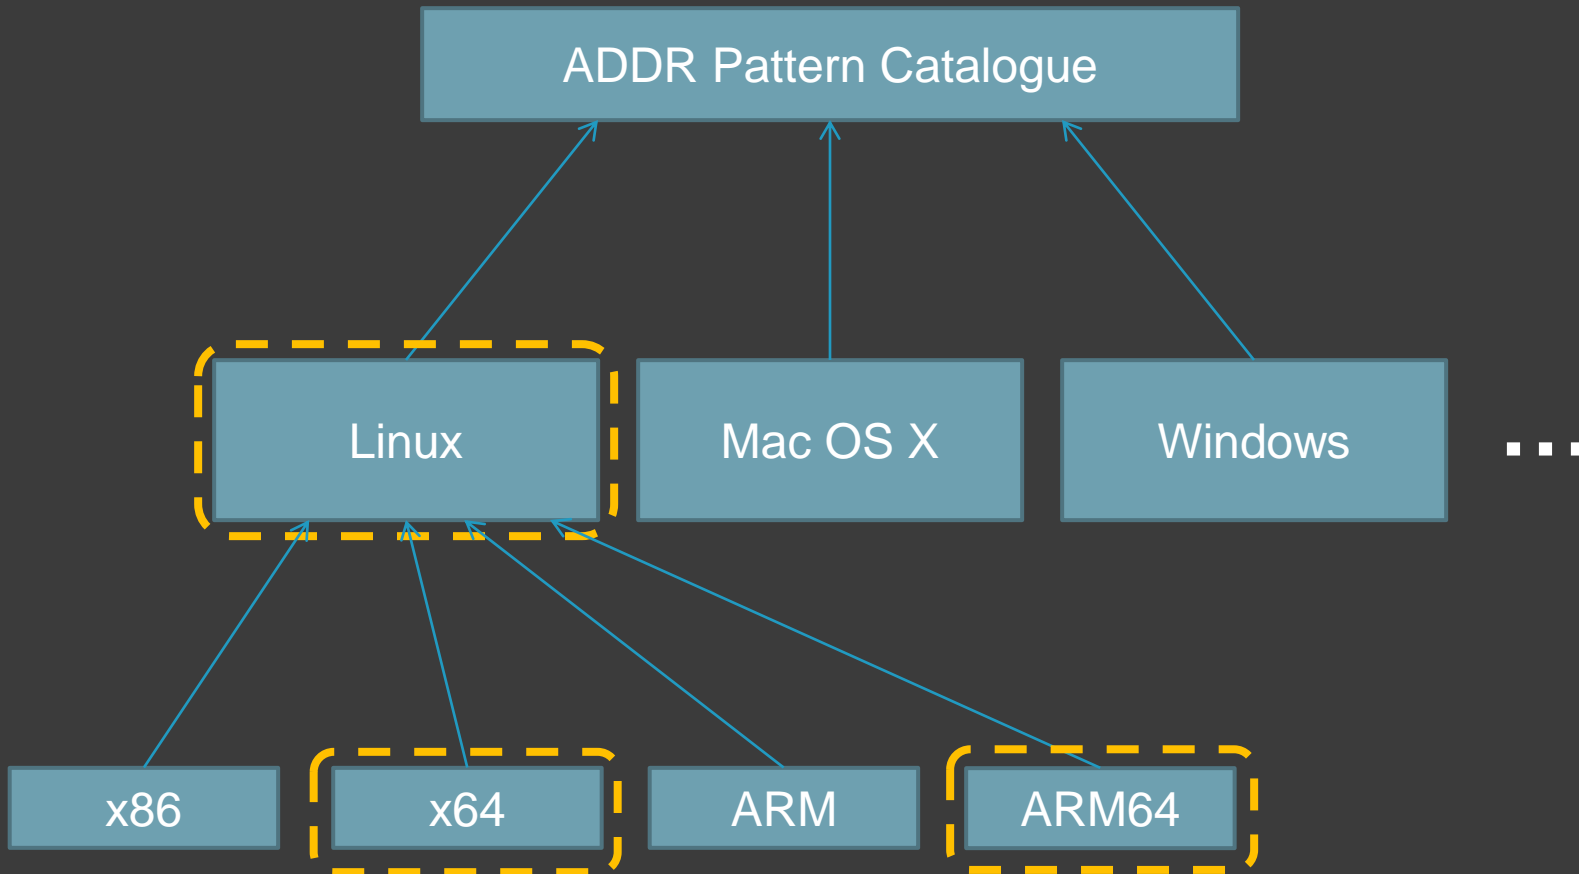 ADDR Pattern Catalogue
Linux
Mac OS X
Windows
...
x86
x64
ARM
ARM64